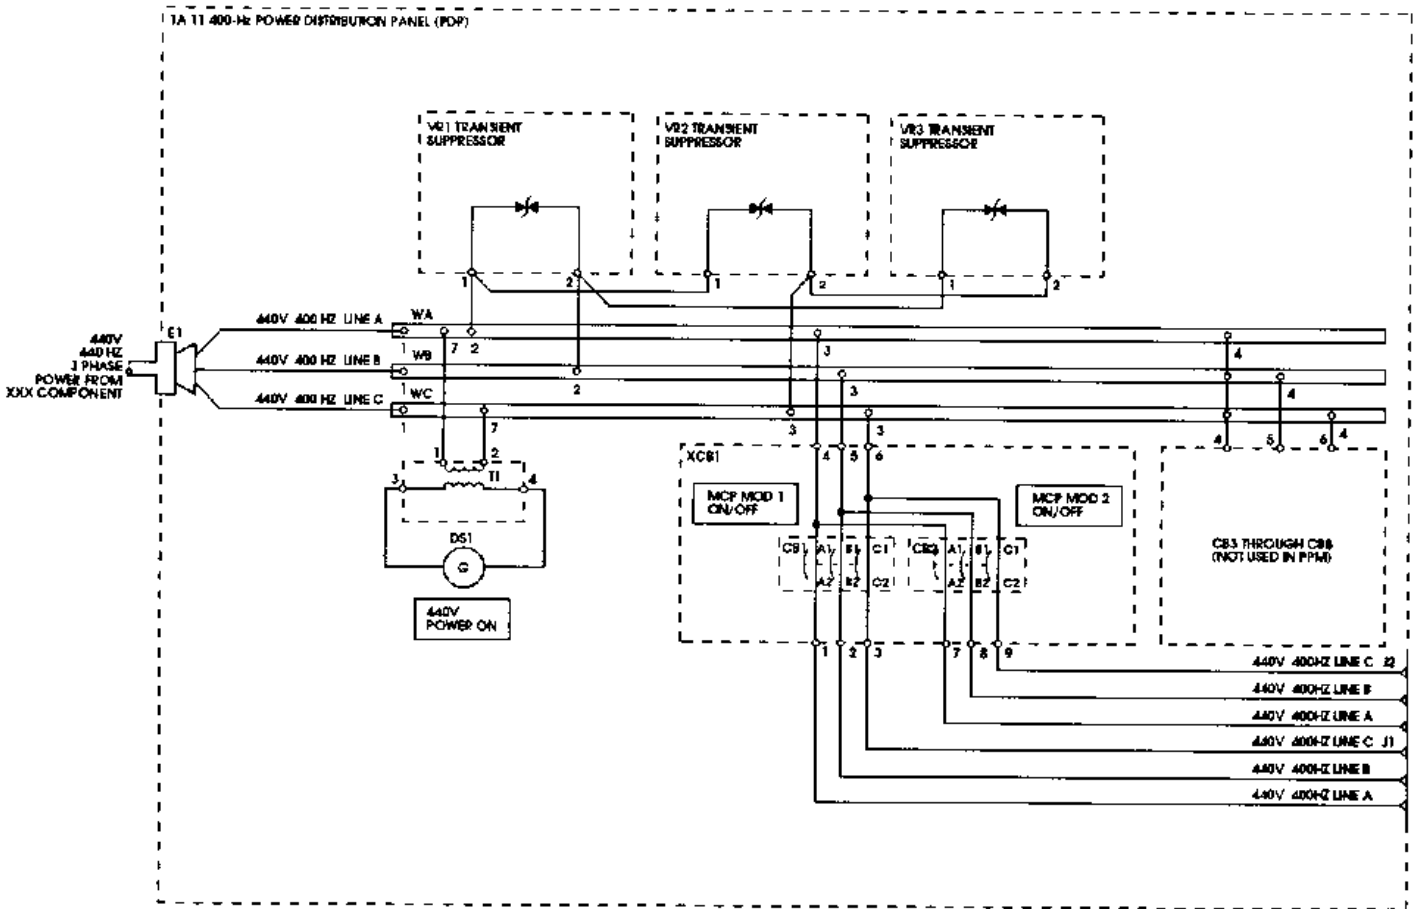 1A 11 400-Hz POWER DISTRIBUTION PANEL (PDP)
VR1 TRANSIENT
SUPPRESSOR
VR2 TRANSIENT
SUPPRESSOR
VR3 TRANSIENT
SUPPRESSOR
1
2
1
2
1
2
440V
440 HZ
3 PHASE
POWER FROM
XXX COMPONENT
E1
440V 400 HZ LINE A
WA
1
7
2
3
4
440V 400 HZ LINE B
WB
1
2
3
4
440V 400 HZ LINE C
WC
1
7
3
3
4
1
2
T1
3
4
DS1
G
440V
POWER ON
XCB1
4
5
6
MCP MOD 1
ON/OFF
MCP MOD 2
ON/OFF
CB1
A1
B1
C1
A2
B2
C2
A1
B1
C1
A2
B2
C2
1
2
3
7
8
9
4
5
6
CB3 THROUGH CB8
(NOT USED IN PPM)
440V 400HZ LINE C J2
440V 400HZ LINE B
440V 400HZ LINE A
440V 400HZ LINE C J1
440V 400HZ LINE B
440V 400HZ LINE A